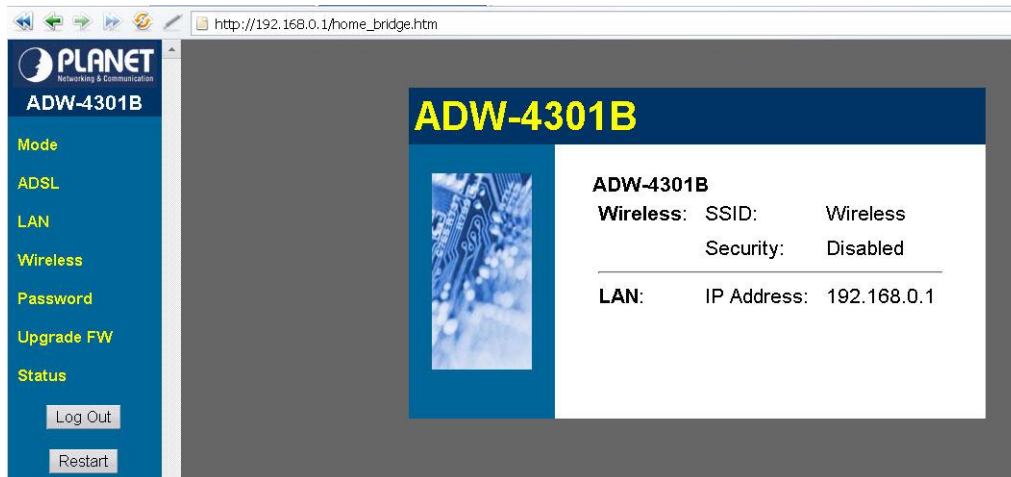 http://192.168.0.1/home_bridge.htm
PLANET
Networking & Communication
ADW-4301B
Mode
ADSL
LAN
Wireless
Password
Upgrade FW
Status
Log Out
Restart
ADW-4301B
ADW-4301B
Wireless: SSID: Wireless
Security: Disabled
LAN: IP Address: 192.168.0.1